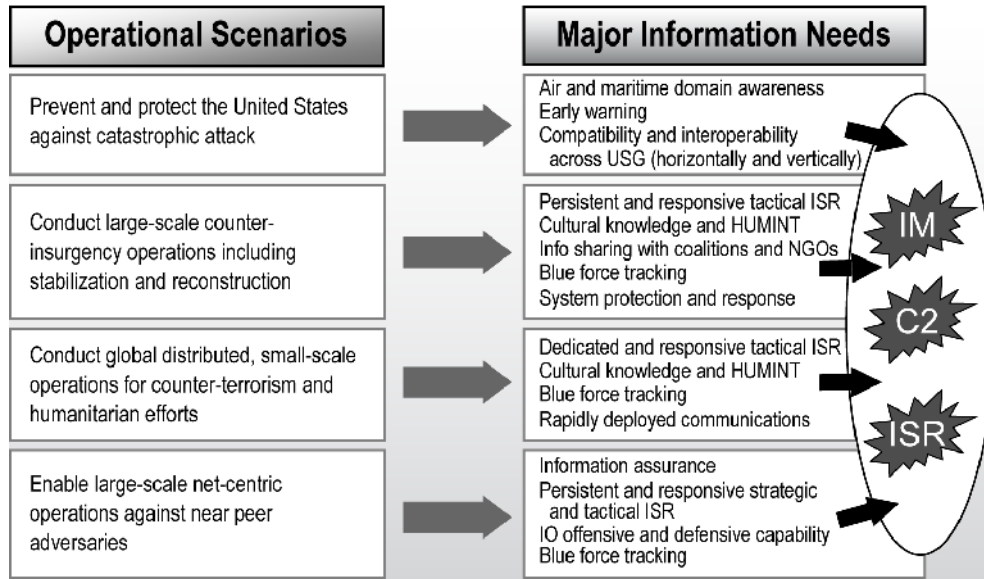 Operational Scenarios
Major Information Needs
Prevent and protect the United States
against catastrophic attack
Air and maritime domain awareness
Early warning
Compatibility and interoperability
across USG (horizontally and vertically)
Conduct large-scale counter-
insurgency operations including
stabilization and reconstruction
Persistent and responsive tactical ISR
Cultural knowledge and HUMINT
Info sharing with coalitions and NGOs
Blue force tracking
System protection and response
Conduct global distributed, small-scale
operations for counter-terrorism and
humanitarian efforts
Dedicated and responsive tactical ISR
Cultural knowledge and HUMINT
Blue force tracking
Rapidly deployed communications
Enable large-scale net-centric
operations against near peer
adversaries
Information assurance
Persistent and responsive strategic
and tactical ISR
IO offensive and defensive capability
Blue force tracking
IM
C2
ISR